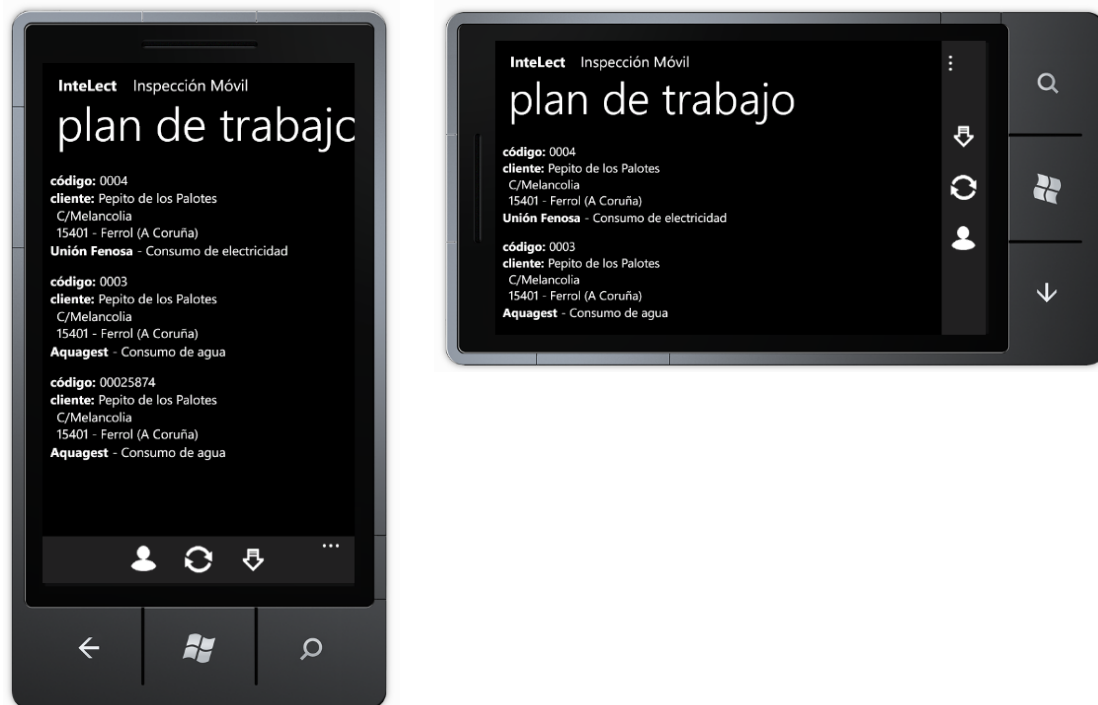 InteLect Inspección Móvil
plan de trabajo
código: 0004
cliente: Pepito de los Palotes
C/Melancolia
15401 - Ferrol (A Coruña)
Unión Fenosa - Consumo de electricidad
código: 0003
cliente: Pepito de los Palotes
C/Melancolia
15401 - Ferrol (A Coruña)
Aquagest - Consumo de agua
código: 00025874
cliente: Pepito de los Palotes
C/Melancolia
15401 - Ferrol (A Coruña)
Aquagest - Consumo de agua
InteLect Inspección Móvil
plan de trabajo
código: 0004
cliente: Pepito de los Palotes
C/Melancolia
15401 - Ferrol (A Coruña)
Unión Fenosa - Consumo de electricidad
código: 0003
cliente: Pepito de los Palotes
C/Melancolia
15401 - Ferrol (A Coruña)
Aquagest - Consumo de agua